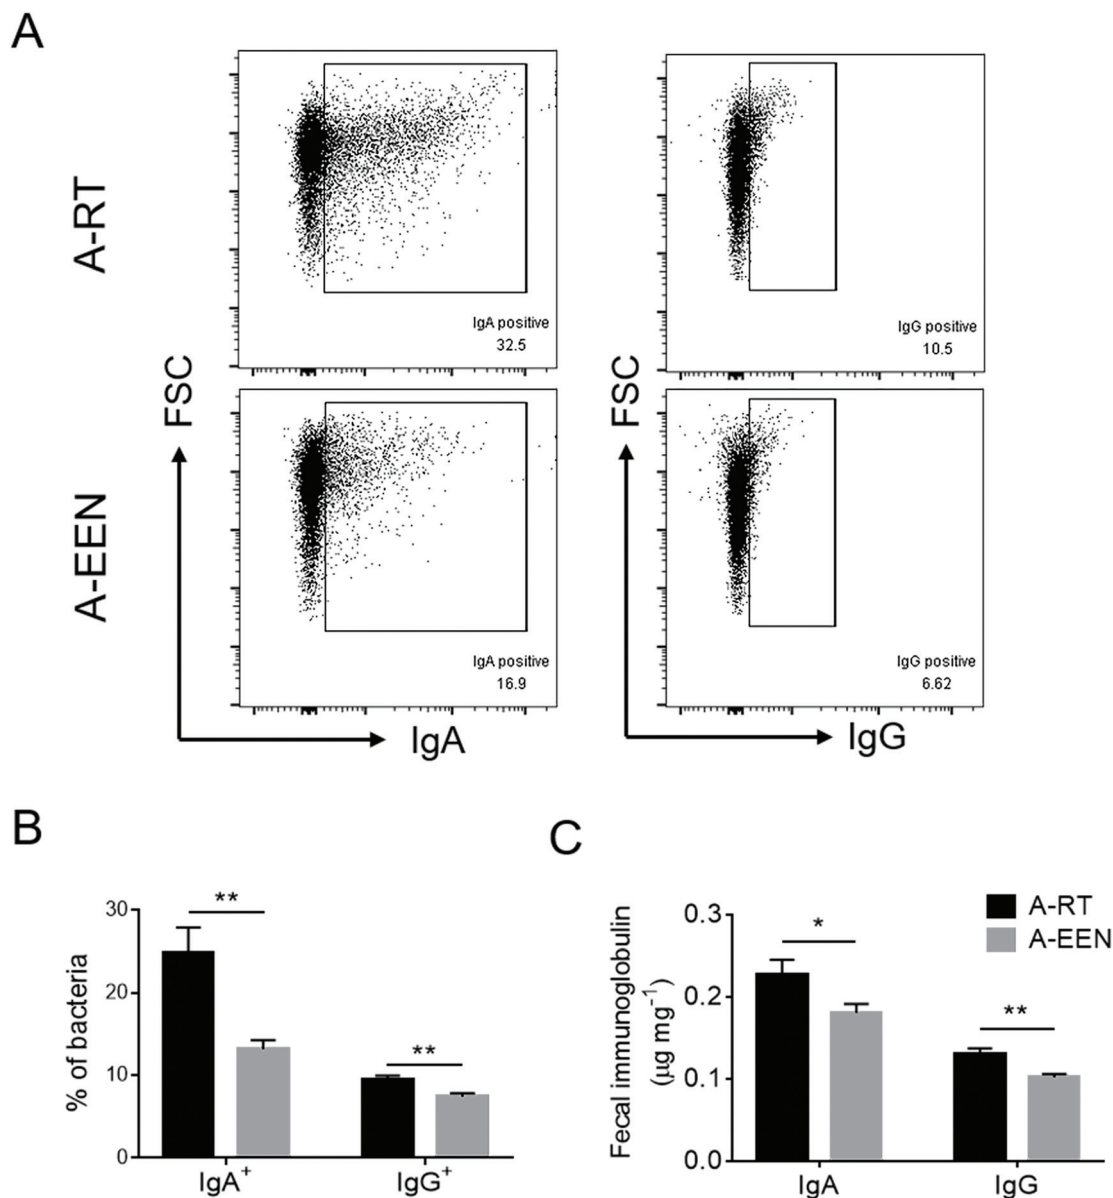 A
A-RT
FSC
IgA positive
32.5
FSC
IgG positive
10.5
A-EEN
IgA positive
16.9
IgG positive
6.62
IgA
IgG
B
% of bacteria
30
20
10
0
**
**
IgA⁺
IgG⁺
C
Fecal immunoglobulin
(µg mg⁻¹)
0.3
0.2
0.1
0.0
*
**
A-RT
A-EEN
IgA
IgG